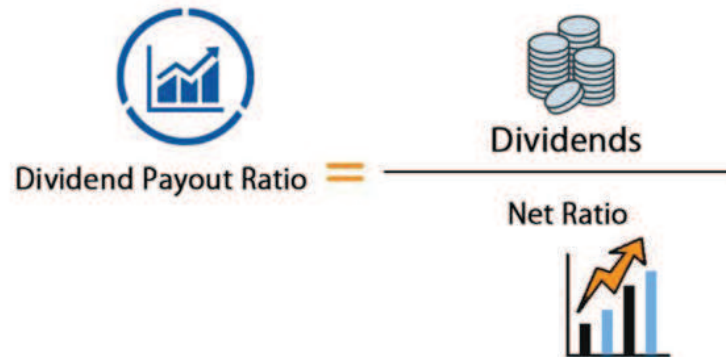 Dividend Payout Ratio =
Dividends
Net Ratio